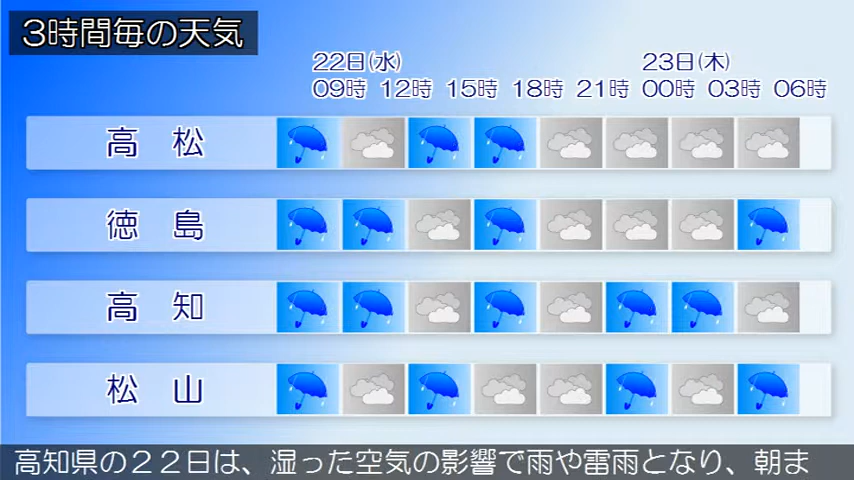 3時間毎の天気
22日(水) 23日(木)
09時 12時 15時 18時 21時 00時 03時 06時
高 松
徳 島
高 知
松 山
高知県の２２日は、湿った空気の影響で雨や雷雨となり、朝ま